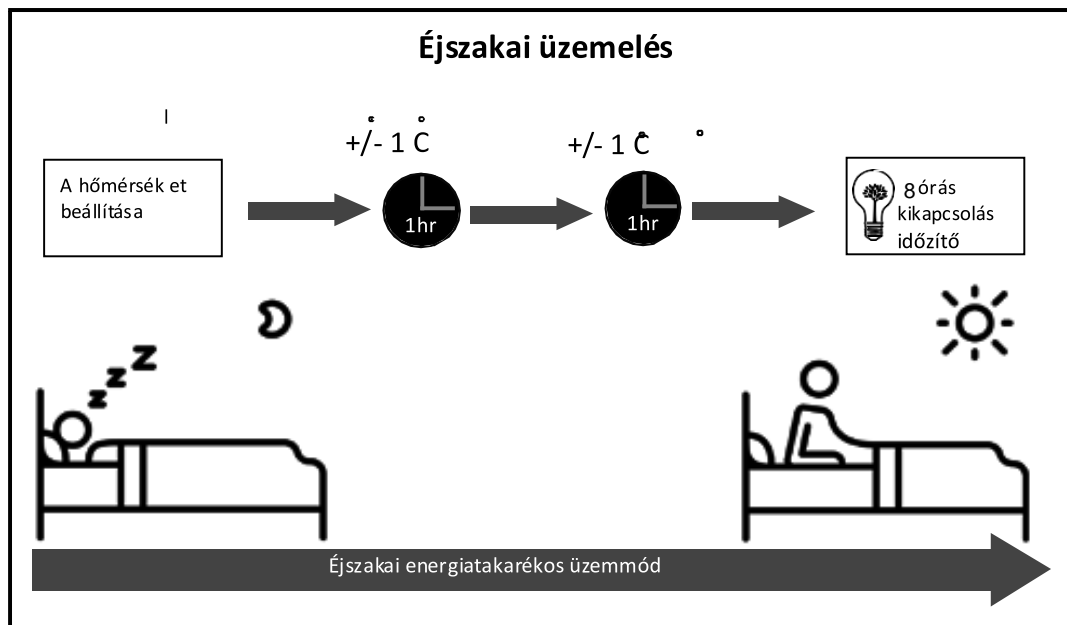 Éjszakai üzemelés
+/- 1 C
+/- 1 C
A hőmérsék et
beállítása
1hr
1hr
8 órás
kikapcsolás
időzítő
z z z
Éjszakai energiatakarékos üzemmód